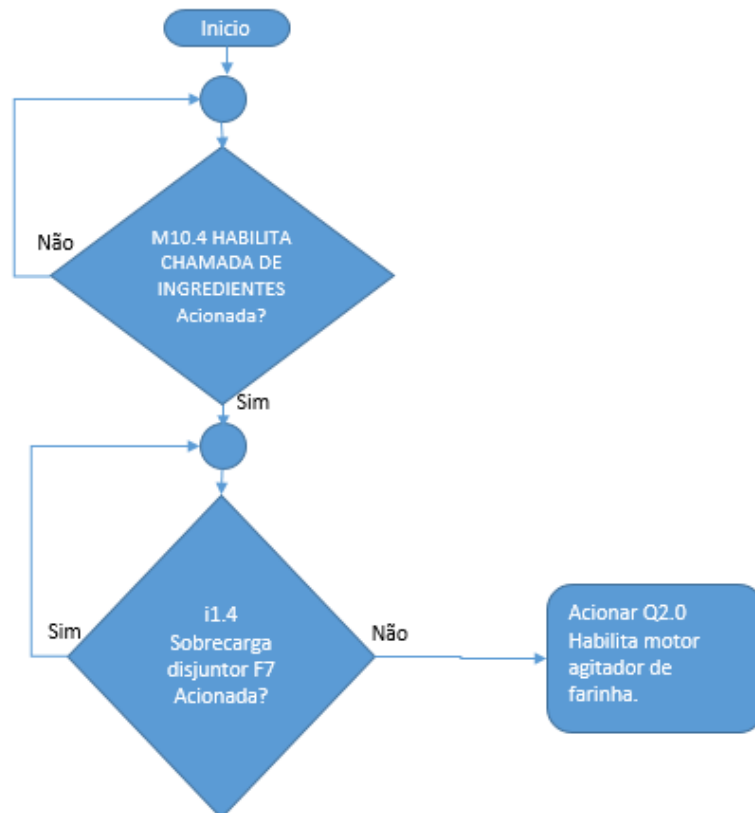 Inicio
Não
M10.4 HABILITA
CHAMADA DE
INGREDIENTES
Acionada?
Sim
i1.4
Sobrecarga
disjuntor F7
Acionada?
Sim
Não
Acionar Q2.0
Habilita motor
agitador de
farinha.